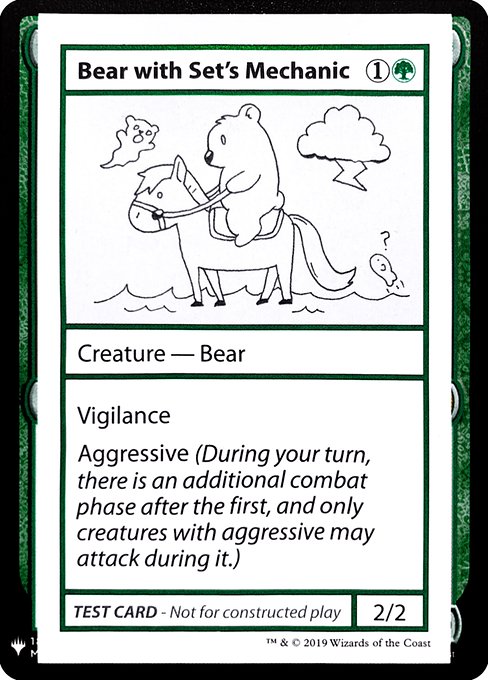 Bear with Set's Mechanic 1
?
Creature — Bear
Vigilance
Aggressive (During your turn,
there is an additional combat
phase after the first, and only
creatures with aggressive may
attack during it.)
TEST CARD - Not for constructed play 2/2
™ & © 2019 Wizards of the Coast